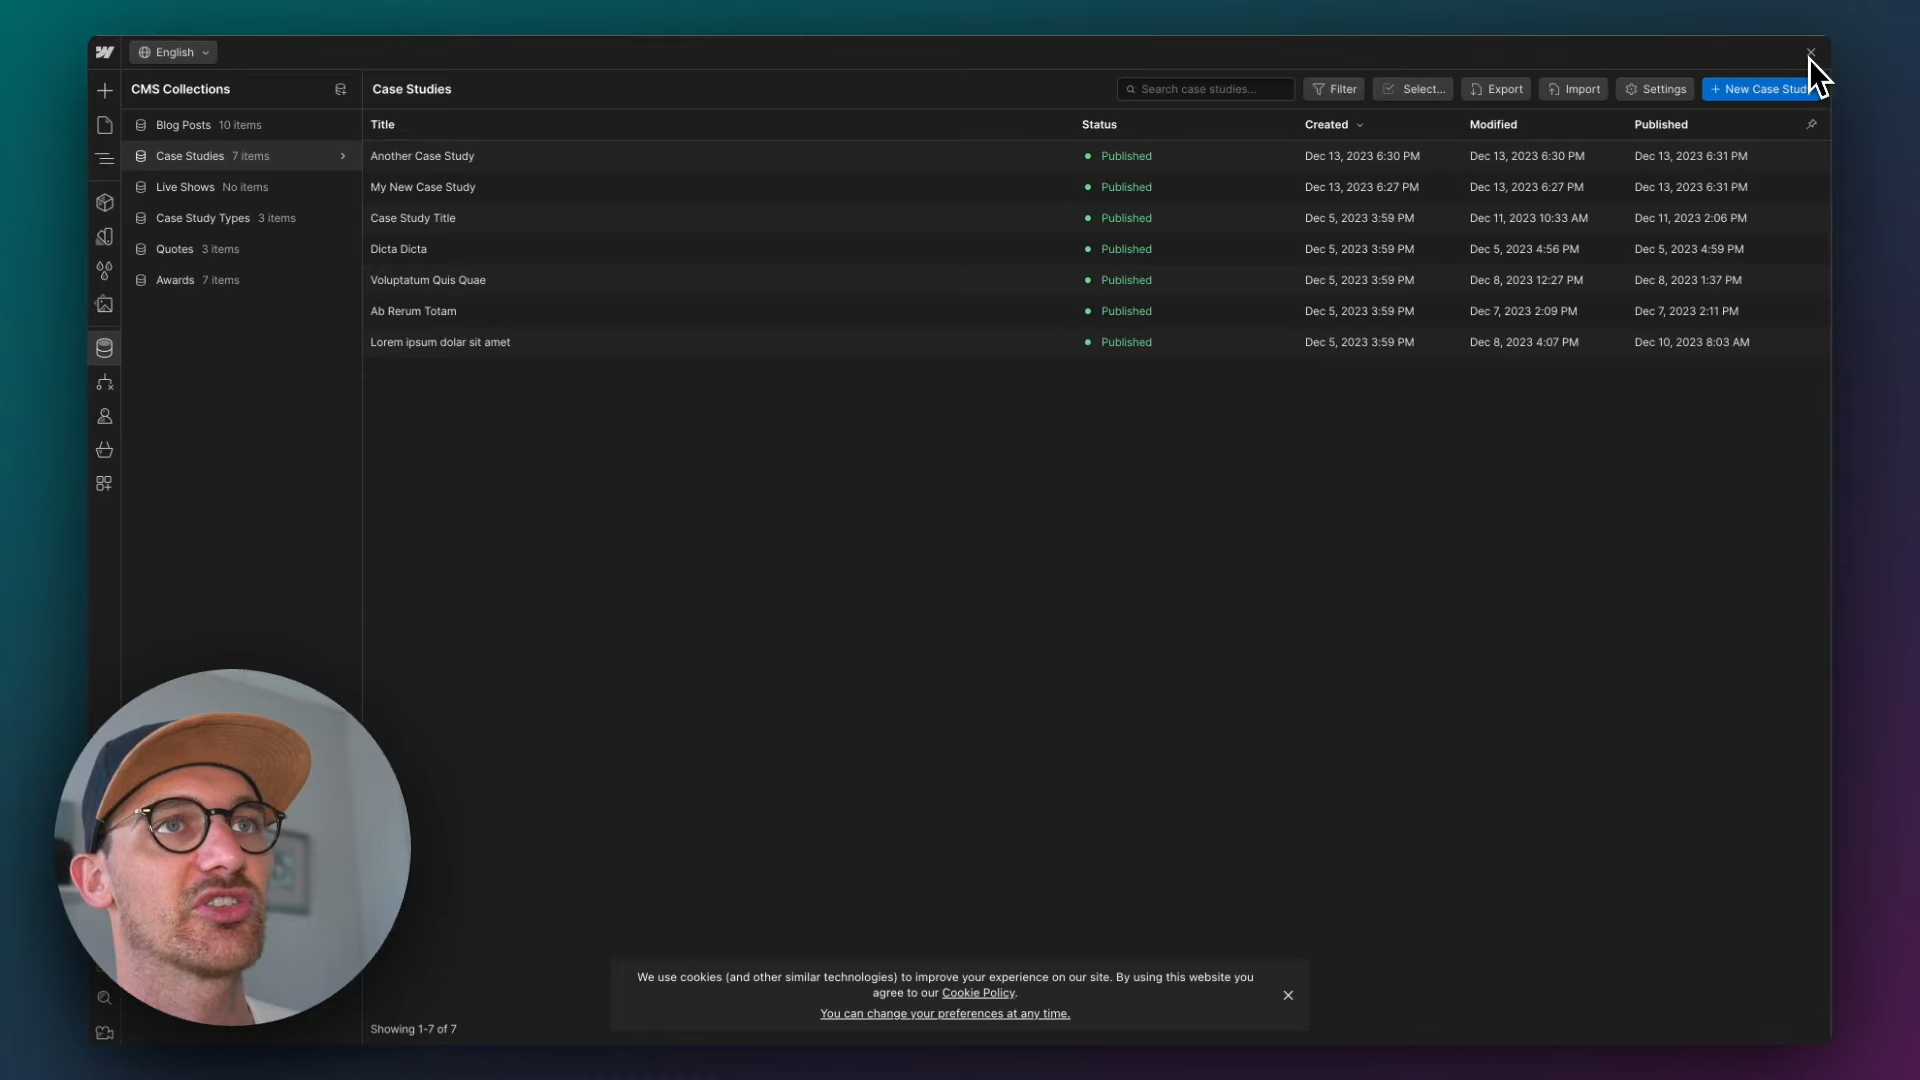 English
CMS Collections
Case Studies
Search case studies...
Filter
Select...
Export
Import
Settings
+ New Case Stud
Blog Posts 10 items
Case Studies 7 items
Live Shows No items
Case Study Types 3 items
Quotes 3 items
Awards 7 items
Title Status Created Modified Published
Another Case Study Published Dec 13, 2023 6:30 PM Dec 13, 2023 6:30 PM Dec 13, 2023 6:31 PM
My New Case Study Published Dec 13, 2023 6:27 PM Dec 13, 2023 6:27 PM Dec 13, 2023 6:31 PM
Case Study Title Published Dec 5, 2023 3:59 PM Dec 11, 2023 10:33 AM Dec 11, 2023 2:06 PM
Dicta Dicta Published Dec 5, 2023 3:59 PM Dec 5, 2023 4:56 PM Dec 5, 2023 4:59 PM
Voluptatum Quis Quae Published Dec 5, 2023 3:59 PM Dec 8, 2023 12:27 PM Dec 8, 2023 1:37 PM
Ab Rerum Totam Published Dec 5, 2023 3:59 PM Dec 7, 2023 2:09 PM Dec 7, 2023 2:11 PM
Lorem ipsum dolar sit amet Published Dec 5, 2023 3:59 PM Dec 8, 2023 4:07 PM Dec 10, 2023 8:03 AM
We use cookies (and other similar technologies) to improve your experience on our site. By using this website you
agree to our Cookie Policy.
You can change your preferences at any time.
Showing 1-7 of 7